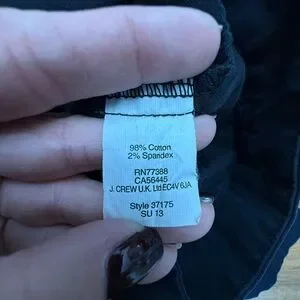 98% Cotton
2% Spandex
RN77388
CA56445
J. CREW U.K. Ltd.EC4V 6JA
Style 37175
SU 13